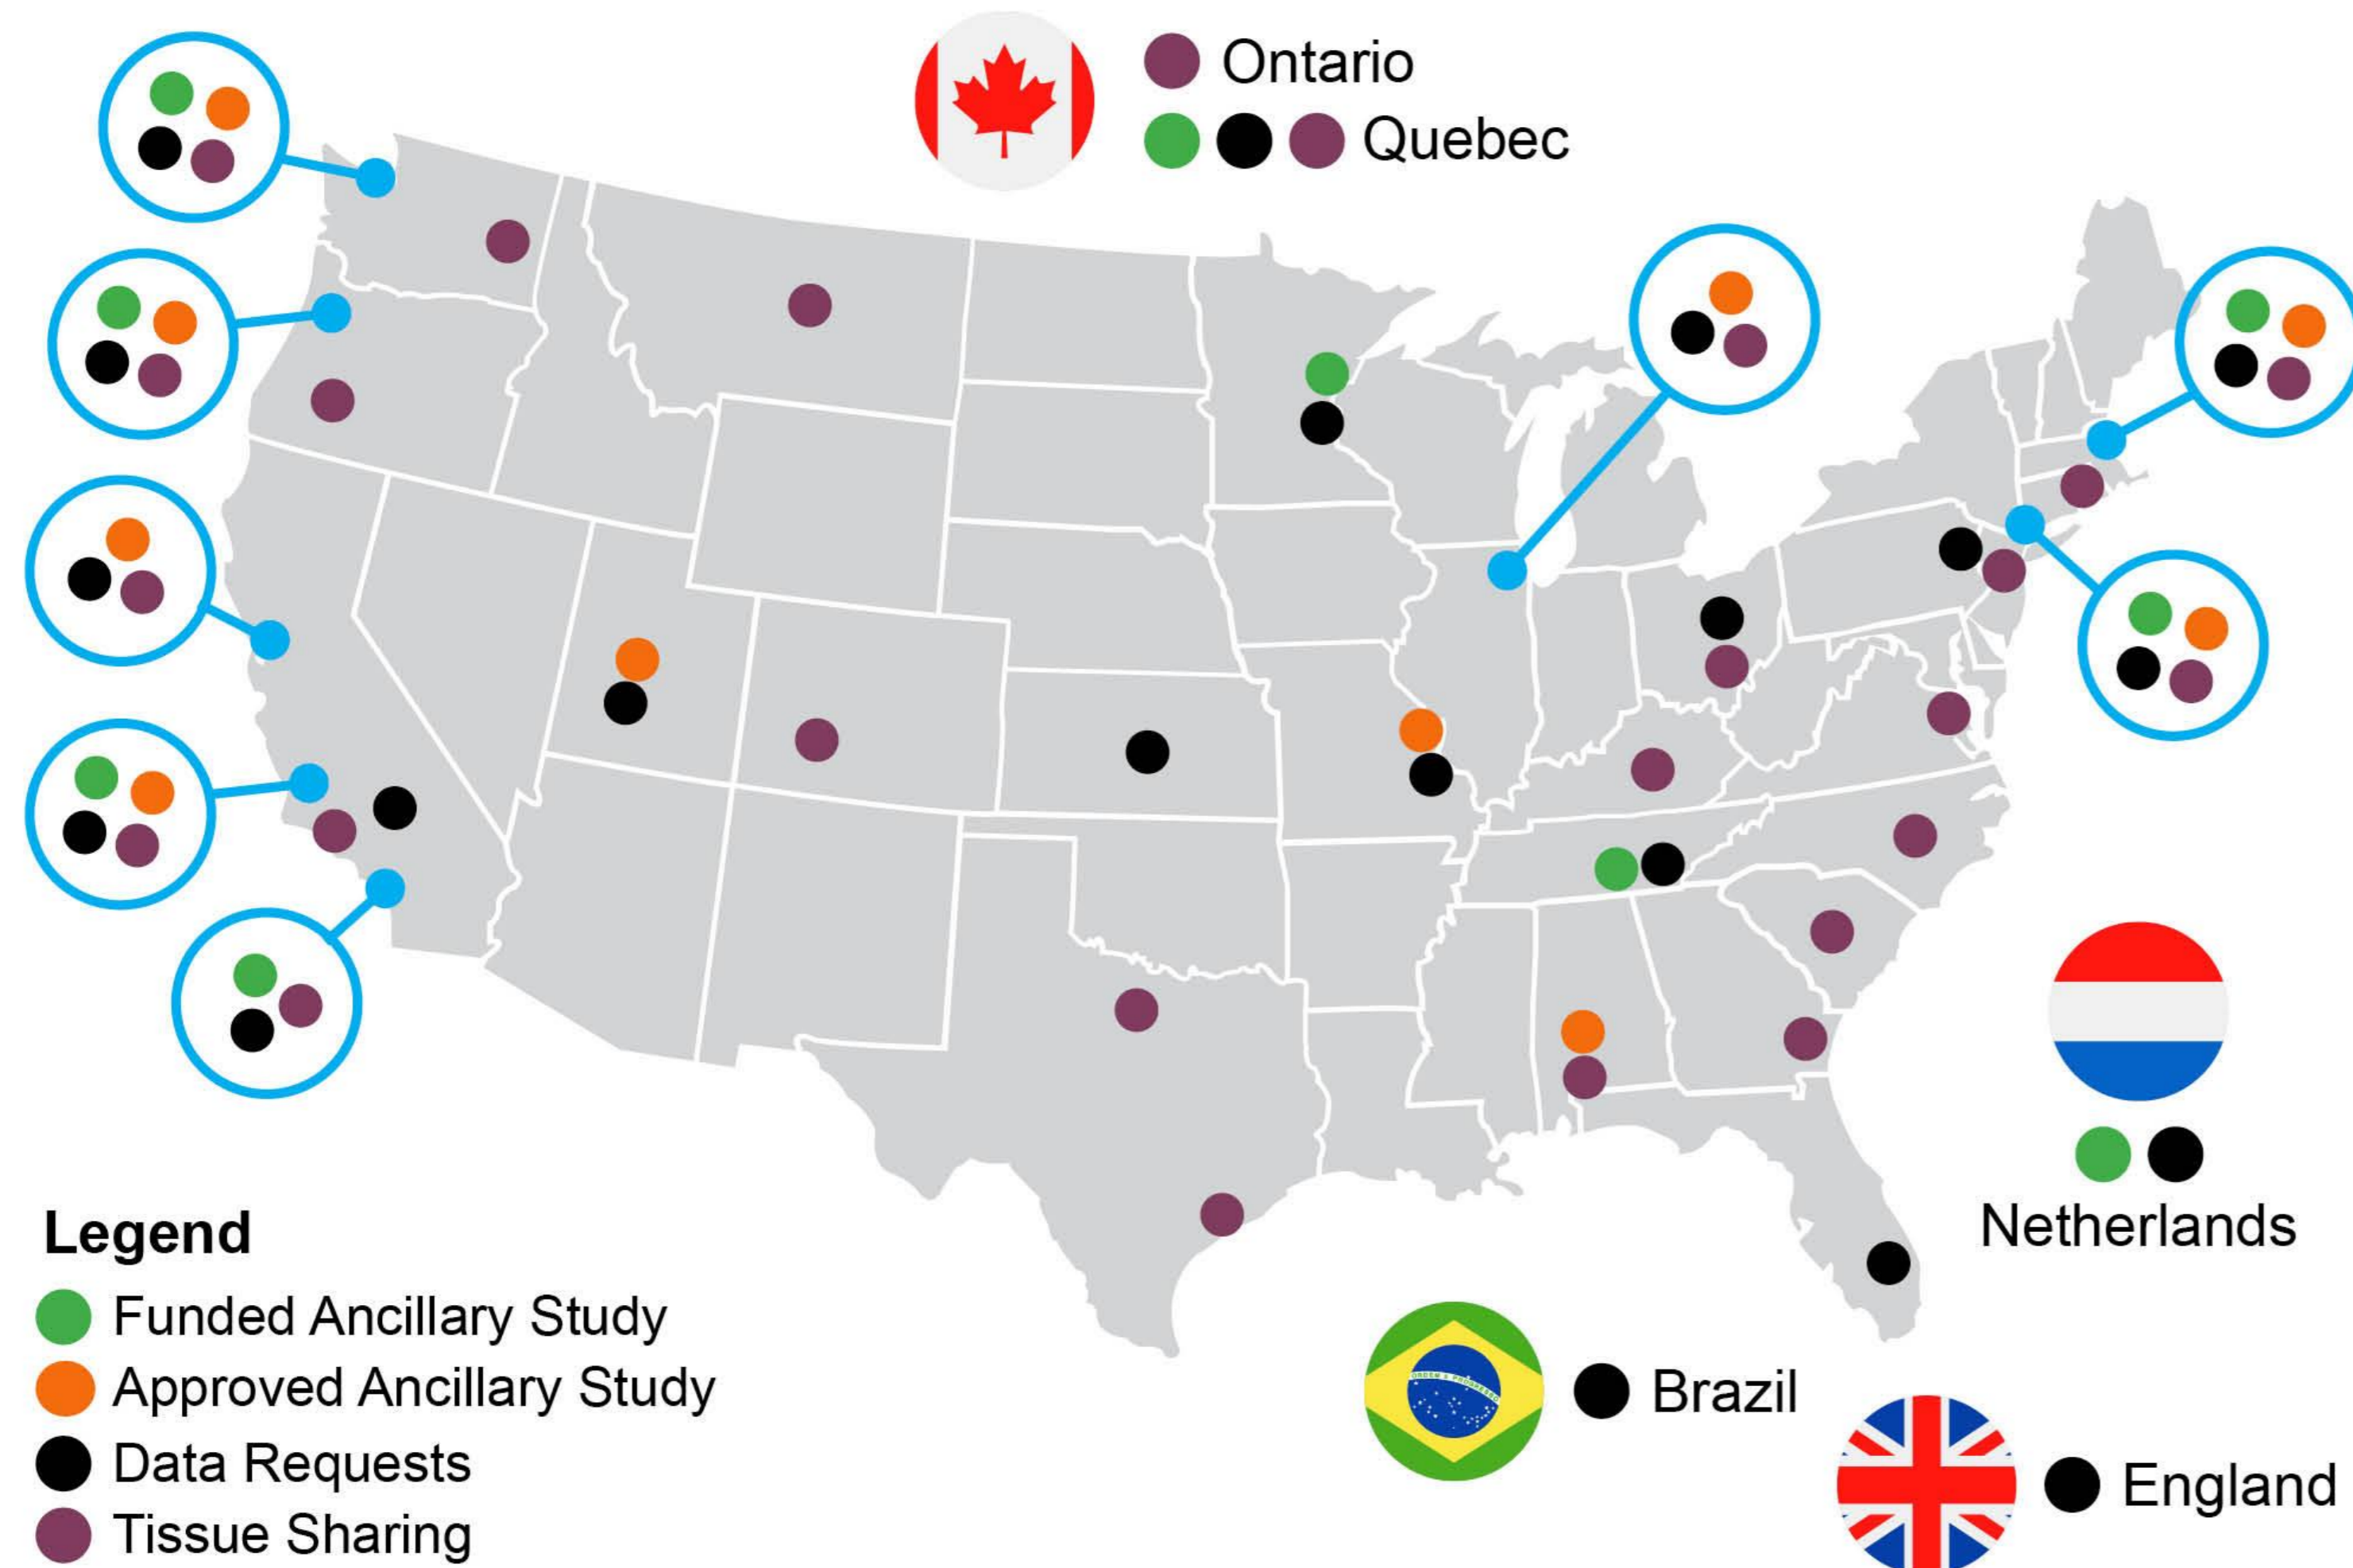 Ontario
Quebec
Netherlands
Legend
Funded Ancillary Study
Approved Ancillary Study
Data Requests
Tissue Sharing
Brazil
England